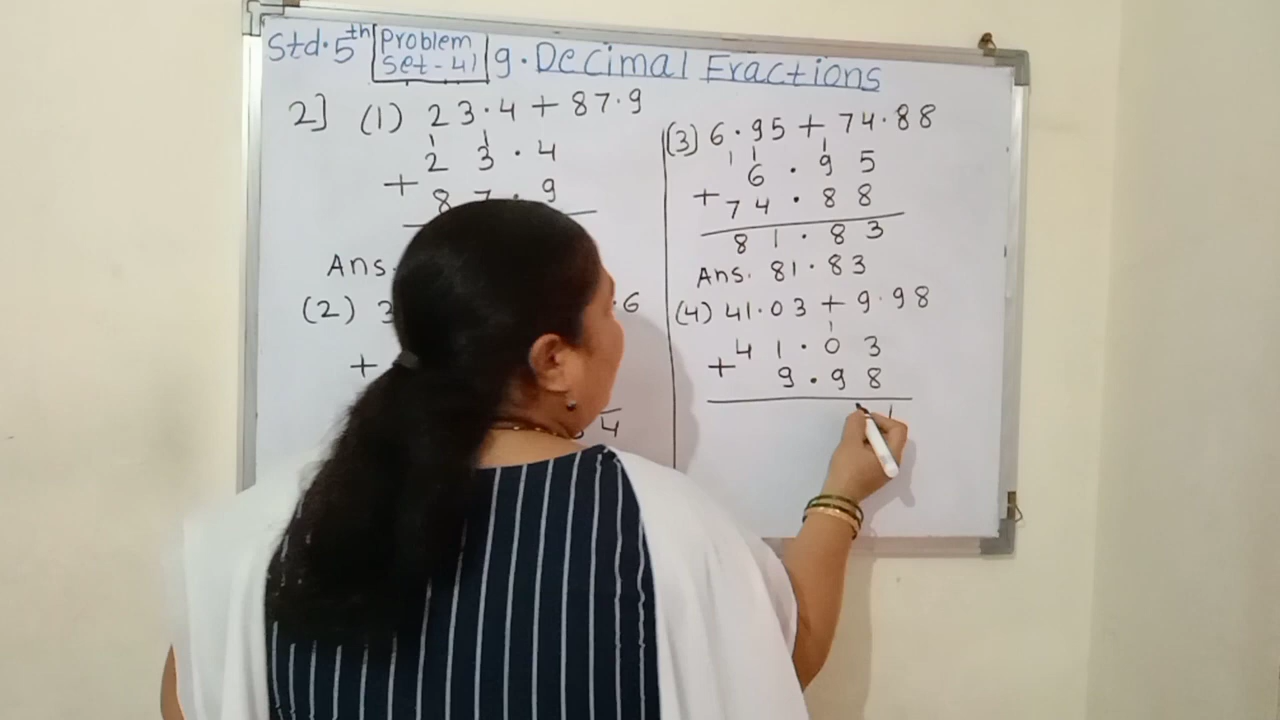 Std. 5th Problem Set-41 9. Decimal Fractions
2] (1) 23.4 + 87.9
1 1
2 3 . 4
+ 8 7 . 9
Ans.
(2) 3 .6
+
4
(3) 6.95 + 74.88
1 1 1
6 . 9 5
+ 7 4 . 8 8
8 1 . 8 3
Ans. 81.83
(4) 41.03 + 9.98
1
4 1 . 0 3
+ 9 . 9 8
1